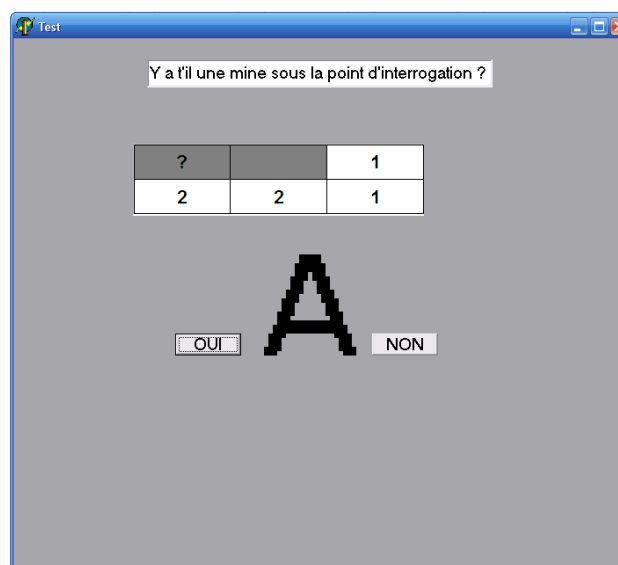 Test
Y a t'il une mine sous la point d'interrogation ?
? 1
2 2 1
A
OUI NON